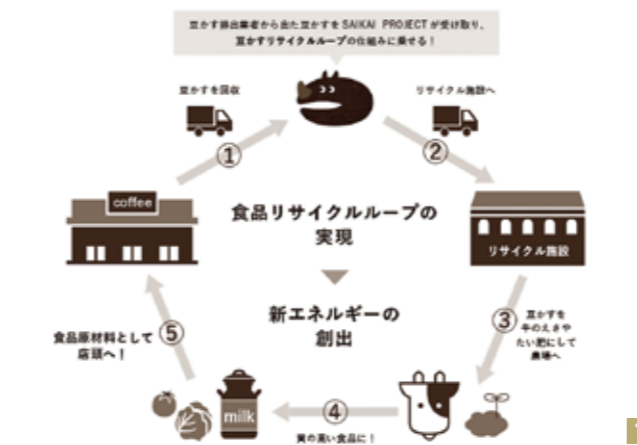 豆かす排出業者から出た豆かすをSAIKAI PROJECTが受け取り、
豆かすリサイクルループの仕組みに乗せる！
豆かすを回収
リサイクル施設へ
①
②
coffee
食品リサイクルループの
実現
リサイクル施設
新エネルギーの
創出
③
豆かすを
牛のえさや
たい肥にして
農場へ
⑤
食品原材料として
店頭へ！
milk
④
質の高い食品に！